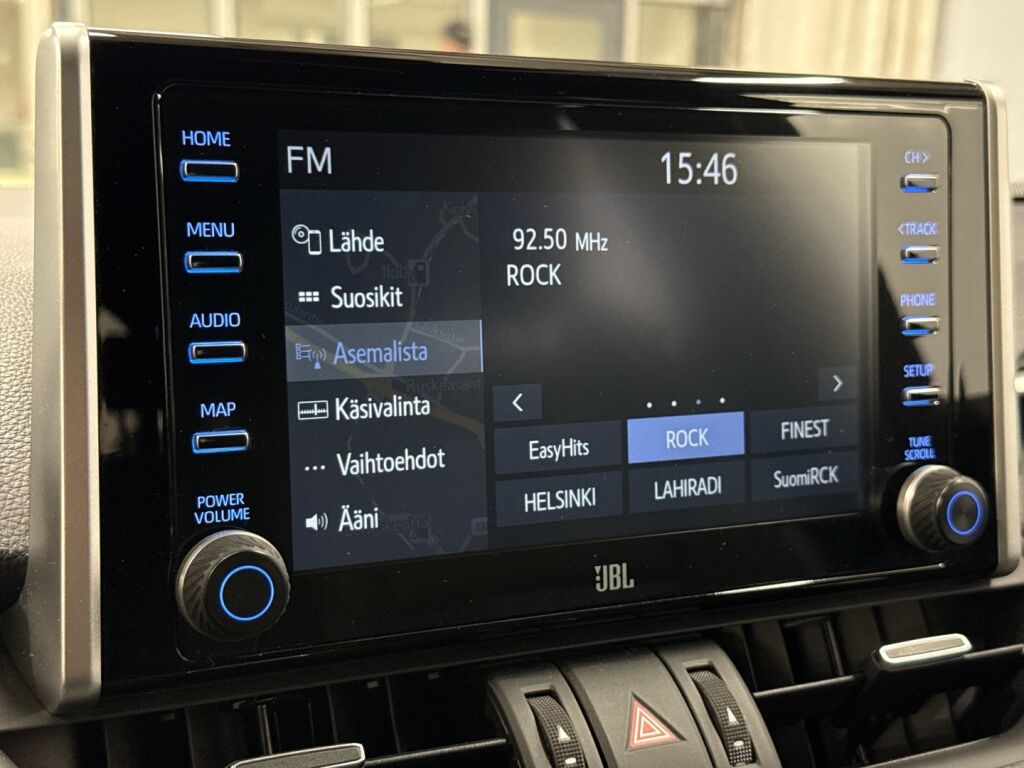 HOME
MENU
AUDIO
MAP
POWER
VOLUME
FM
15:46
Lähde
Suosikit
Asemalista
Käsivalinta
Vaihtoehdot
Ääni
92.50 MHz
ROCK
EasyHits
ROCK
FINEST
HELSINKI
LAHIRADI
SuomiRCK
CH>
<TRACK
PHONE
SETUP
TUNE
SCROLL
JBL